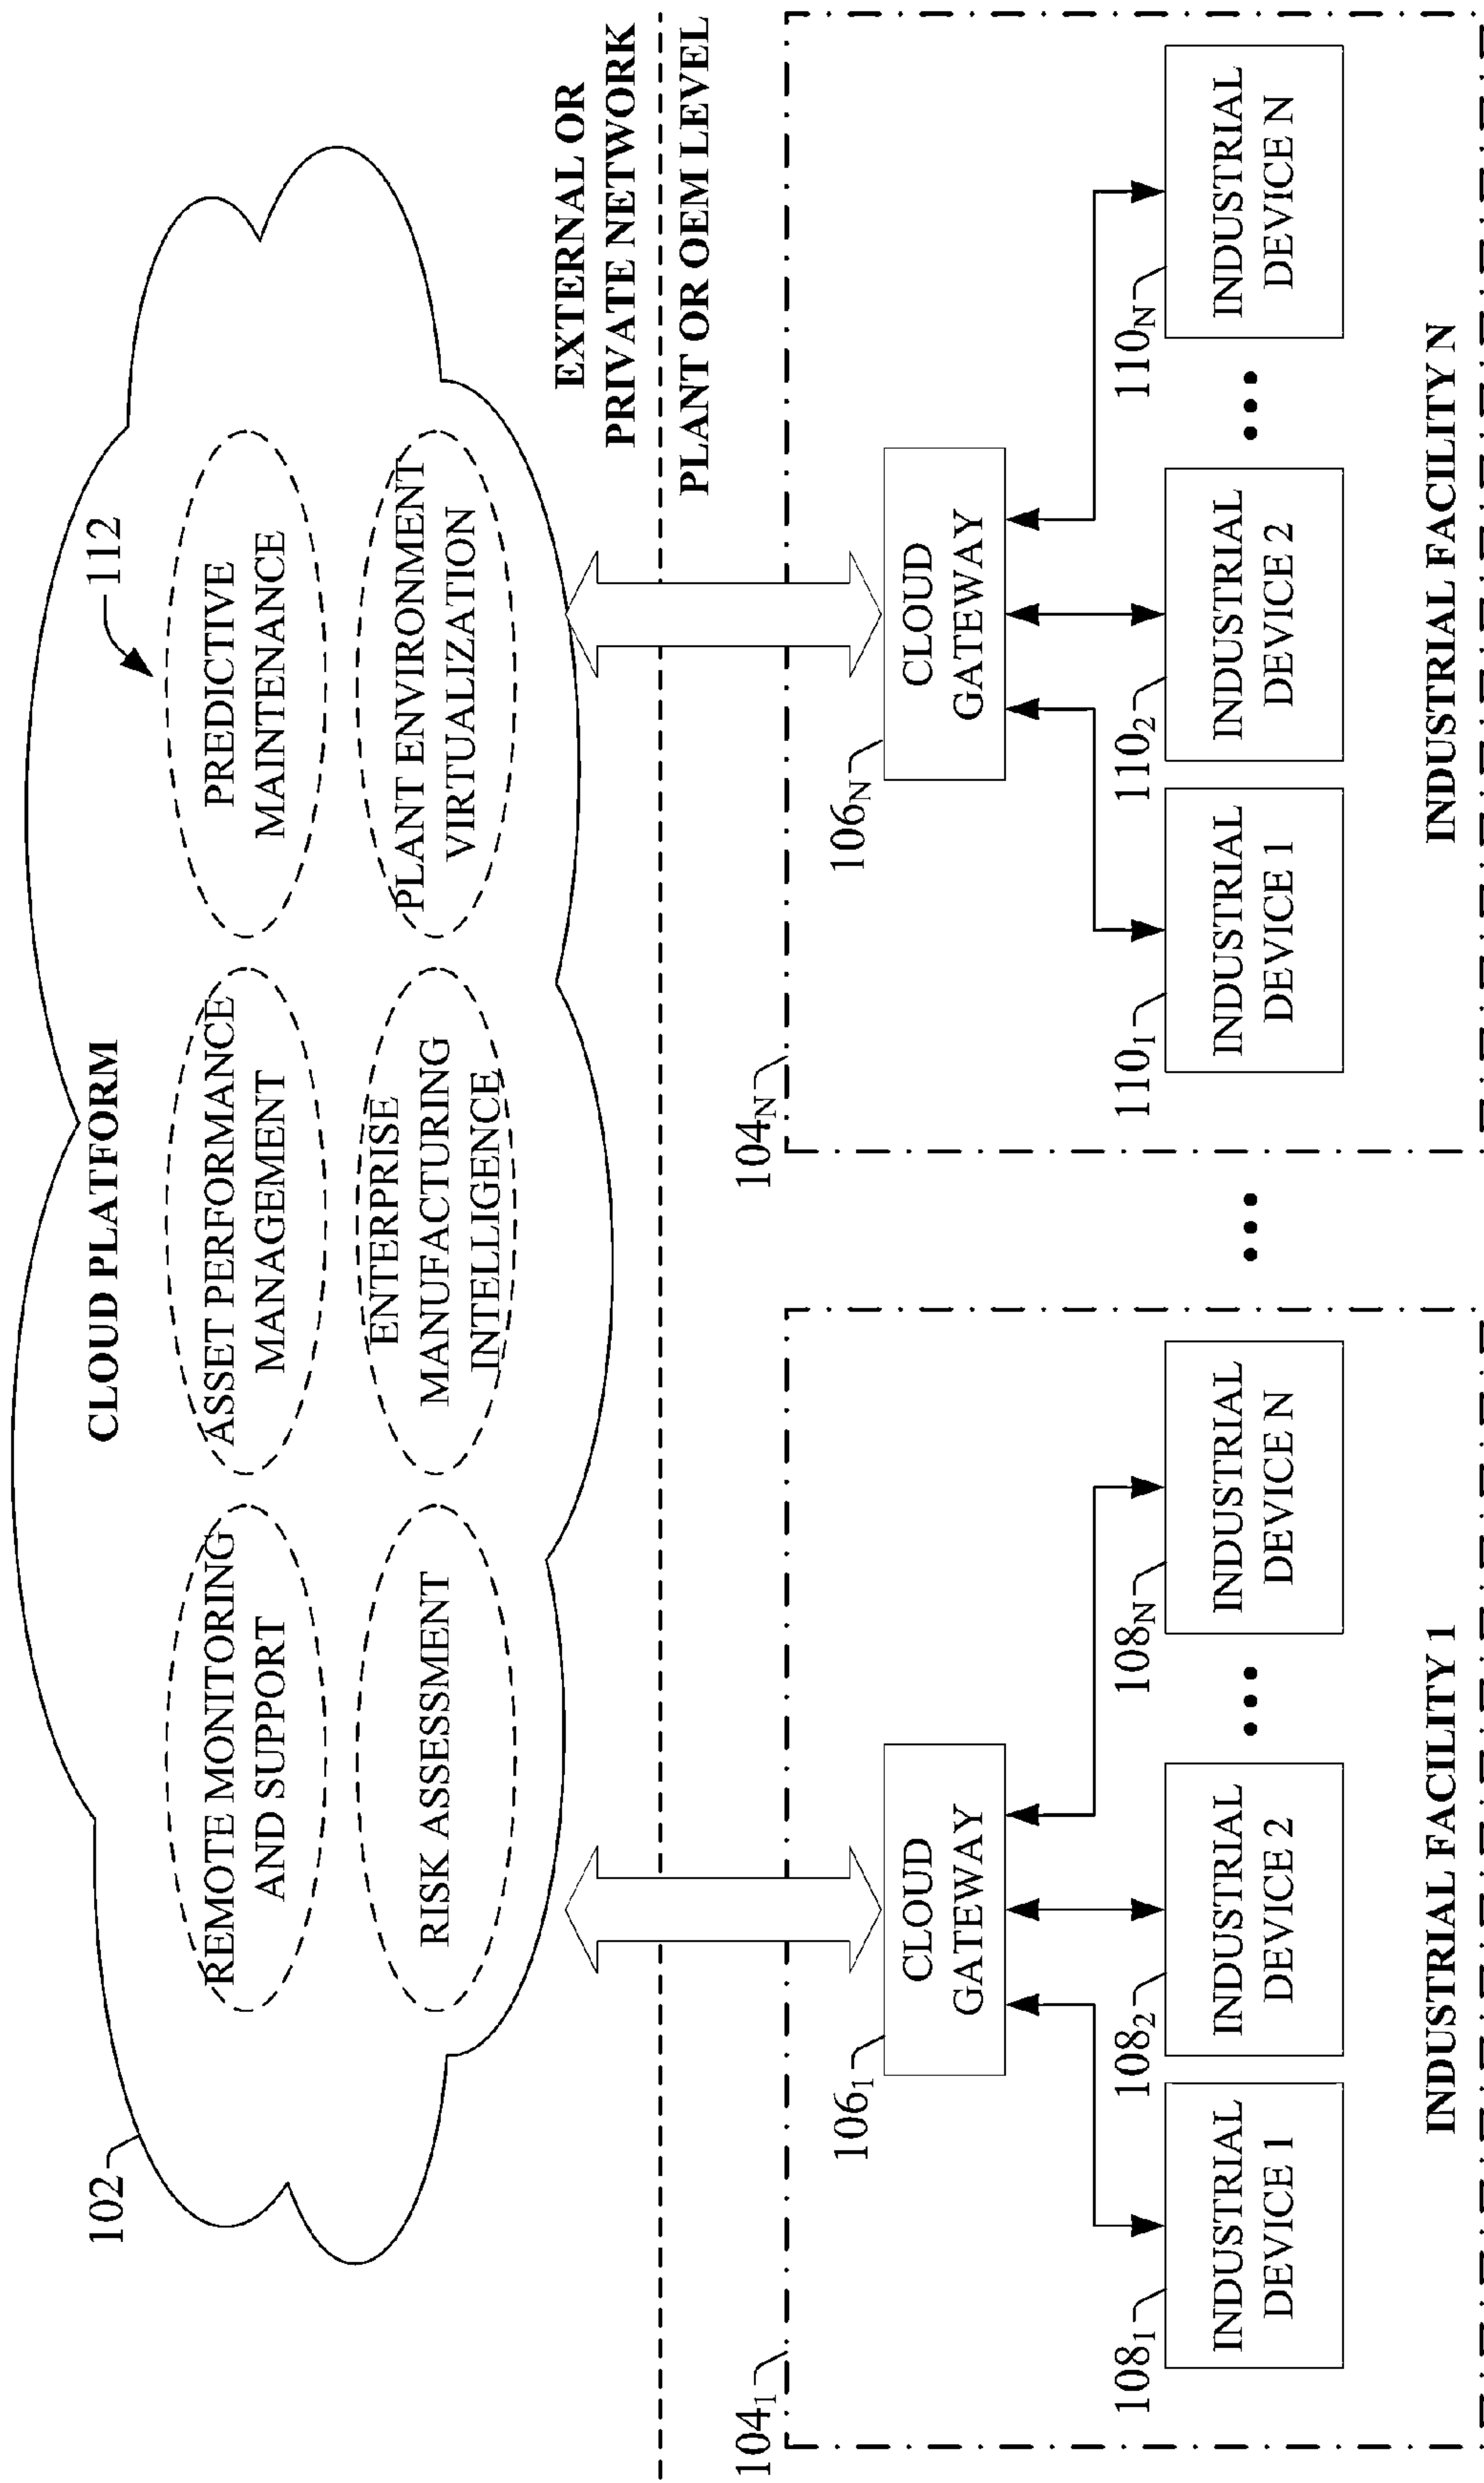 CLOUD PLATFORM
102
112
REMOTE MONITORING
AND SUPPORT
ASSET PERFORMANCE
MANAGEMENT
PREDICTIVE
MAINTENANCE
RISK ASSESSMENT
ENTERPRISE
MANUFACTURING
INTELLIGENCE
PLANT ENVIRONMENT
VIRTUALIZATION
EXTERNAL OR
PRIVATE NETWORK
PLANT OR OEM LEVEL
104₁
106₁
CLOUD
GATEWAY
108₁
108₂
108N
INDUSTRIAL
DEVICE 1
INDUSTRIAL
DEVICE 2
•••
INDUSTRIAL
DEVICE N
INDUSTRIAL FACILITY 1
•••
104N
106N
CLOUD
GATEWAY
110₁
110₂
110N
INDUSTRIAL
DEVICE 1
INDUSTRIAL
DEVICE 2
•••
INDUSTRIAL
DEVICE N
INDUSTRIAL FACILITY N